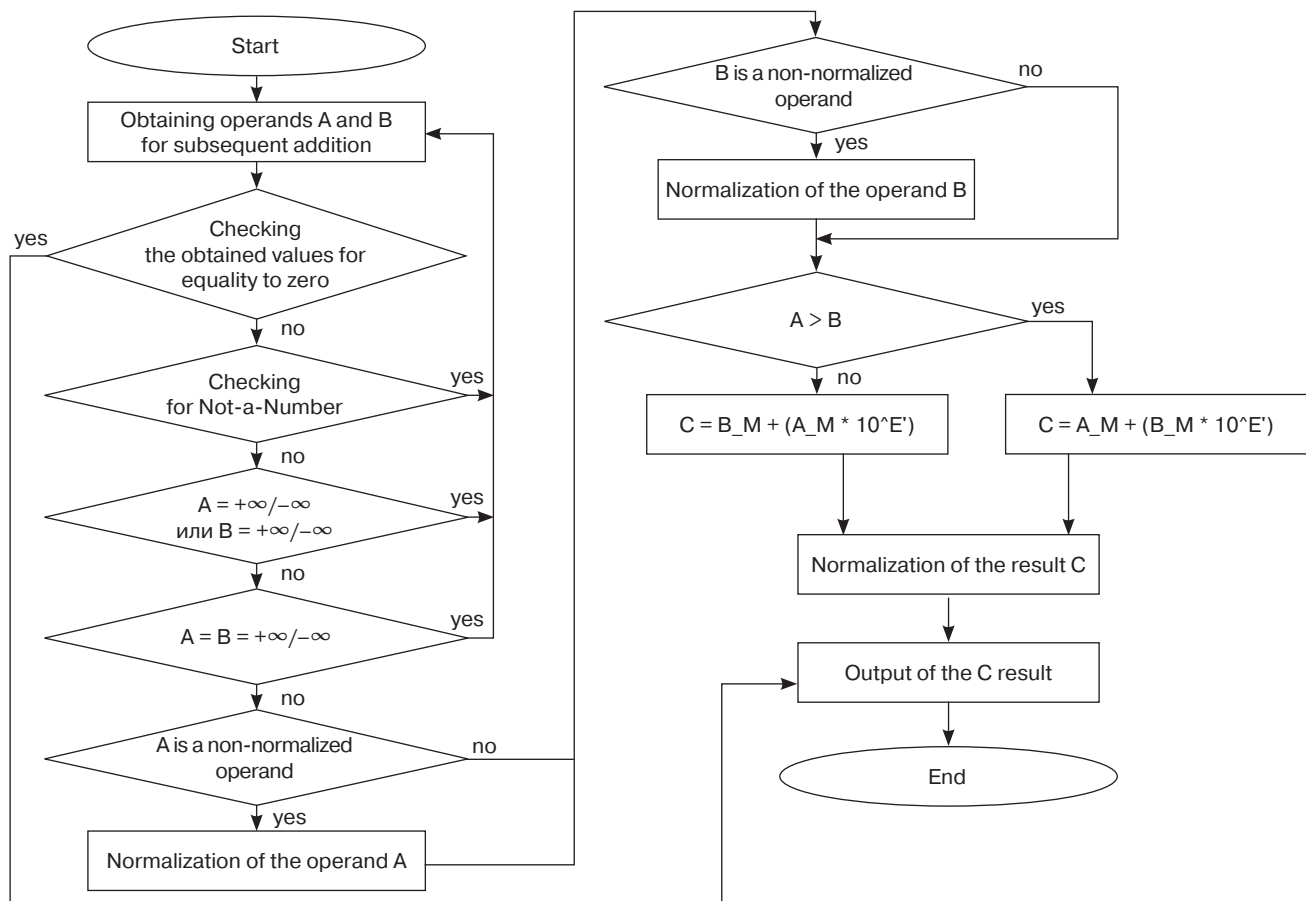 Start
Obtaining operands A and B
for subsequent addition
yes
Checking
the obtained values for
equality to zero
no
Checking
for Not-a-Number
yes
no
A = +∞/−∞
или B = +∞/−∞
yes
no
A = B = +∞/−∞
yes
no
A is a non-normalized
operand
no
yes
Normalization of the operand A
B is a non-normalized
operand
no
yes
Normalization of the operand B
A > B
yes
no
C = B_M + (A_M * 10^E')
C = A_M + (B_M * 10^E')
Normalization of the result C
Output of the C result
End